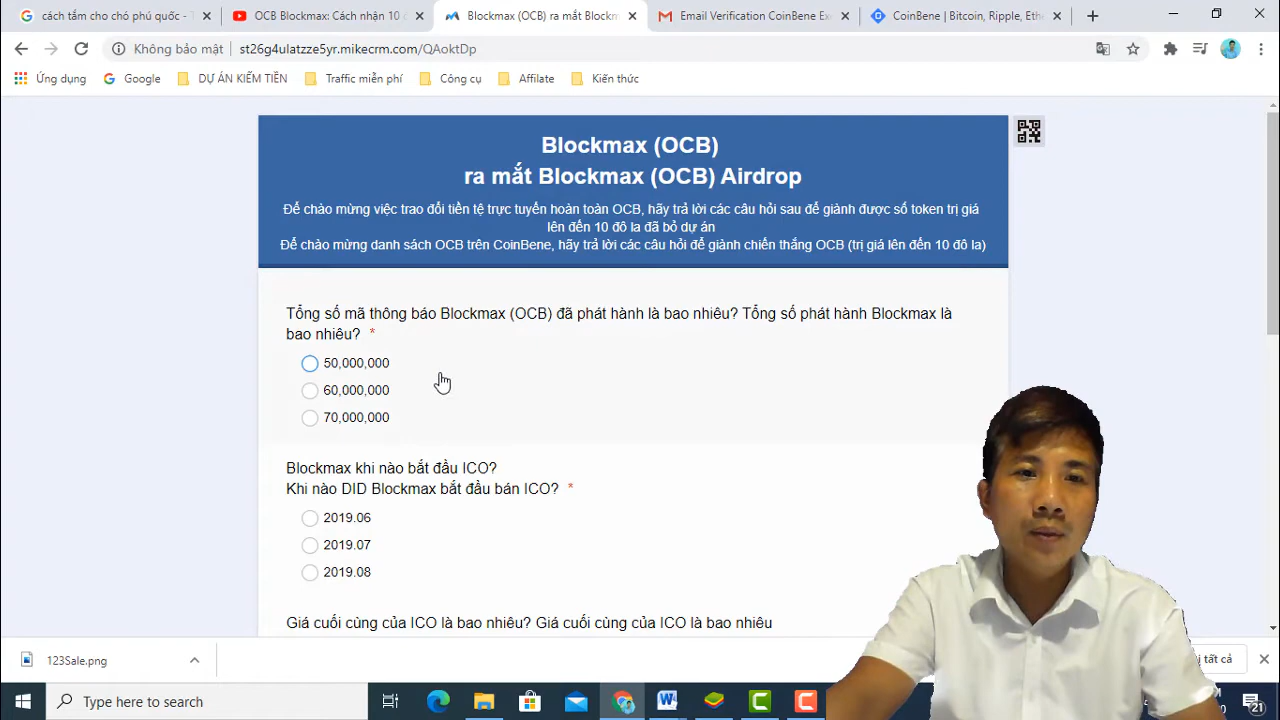 cách tắm cho chó phú quốc - T
OCB Blockmax: Cách nhận 10 A
Blockmax (OCB) ra mắt Blockm
Email Verification CoinBene Ex
CoinBene | Bitcoin, Ripple, Eth
Không bảo mật
st26g4ulatzze5yr.mikecrm.com/QAoktDp
Ứng dụng
Google
DỰ ÁN KIẾM TIỀN
Traffic miễn phí
Công cụ
Affilate
Kiến thức
Blockmax (OCB)
ra mắt Blockmax (OCB) Airdrop
Để chào mừng việc trao đổi tiền tệ trực tuyến hoàn toàn OCB, hãy trả lời các câu hỏi sau để giành được số token trị giá
lên đến 10 đô la đã bỏ dự án
Để chào mừng danh sách OCB trên CoinBene, hãy trả lời các câu hỏi để giành chiến thắng OCB (trị giá lên đến 10 đô la)
Tổng số mã thông báo Blockmax (OCB) đã phát hành là bao nhiêu? Tổng số phát hành Blockmax là
bao nhiêu? *
50,000,000
60,000,000
70,000,000
Blockmax khi nào bắt đầu ICO?
Khi nào DID Blockmax bắt đầu bán ICO? *
2019.06
2019.07
2019.08
Giá cuối cùng của ICO là bao nhiêu? Giá cuối cùng của ICO là bao nhiêu
123Sale.png
ị tất cả
Type here to search
21